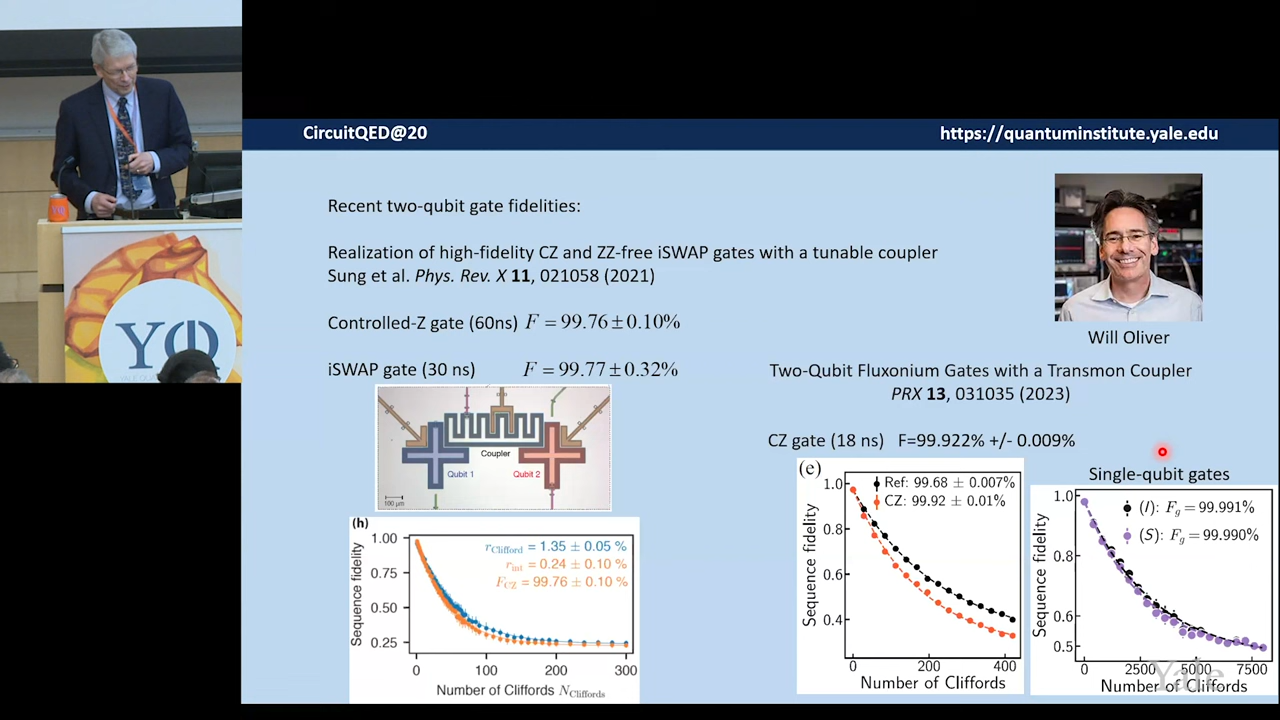 CircuitQED@20
https://quantuminstitute.yale.edu
Recent two-qubit gate fidelities:
Realization of high-fidelity CZ and ZZ-free iSWAP gates with a tunable coupler
Sung et al. Phys. Rev. X 11, 021058 (2021)
Controlled-Z gate (60ns) F = 99.76 ± 0.10%
iSWAP gate (30 ns) F = 99.77 ± 0.32%
Coupler
Qubit 1
Qubit 2
100 μm
(h)
1.00
0.75
0.50
0.25
Sequence fidelity
rClifford = 1.35 ± 0.05 %
rint = 0.24 ± 0.10 %
FCZ = 99.76 ± 0.10 %
0 100 200 300
Number of Cliffords NCliffords
Will Oliver
Two-Qubit Fluxonium Gates with a Transmon Coupler
PRX 13, 031035 (2023)
CZ gate (18 ns) F=99.922% +/- 0.009%
(e)
1.0
0.8
0.6
0.4
Sequence fidelity
Ref: 99.68 ± 0.007%
CZ: 99.92 ± 0.01%
0 200 400
Number of Cliffords
Single-qubit gates
1.0
0.8
0.6
0.5
Sequence fidelity
(I): Fg = 99.991%
(S): Fg = 99.990%
0 2500 5000 7500
Number of Cliffords
Yale
YQ